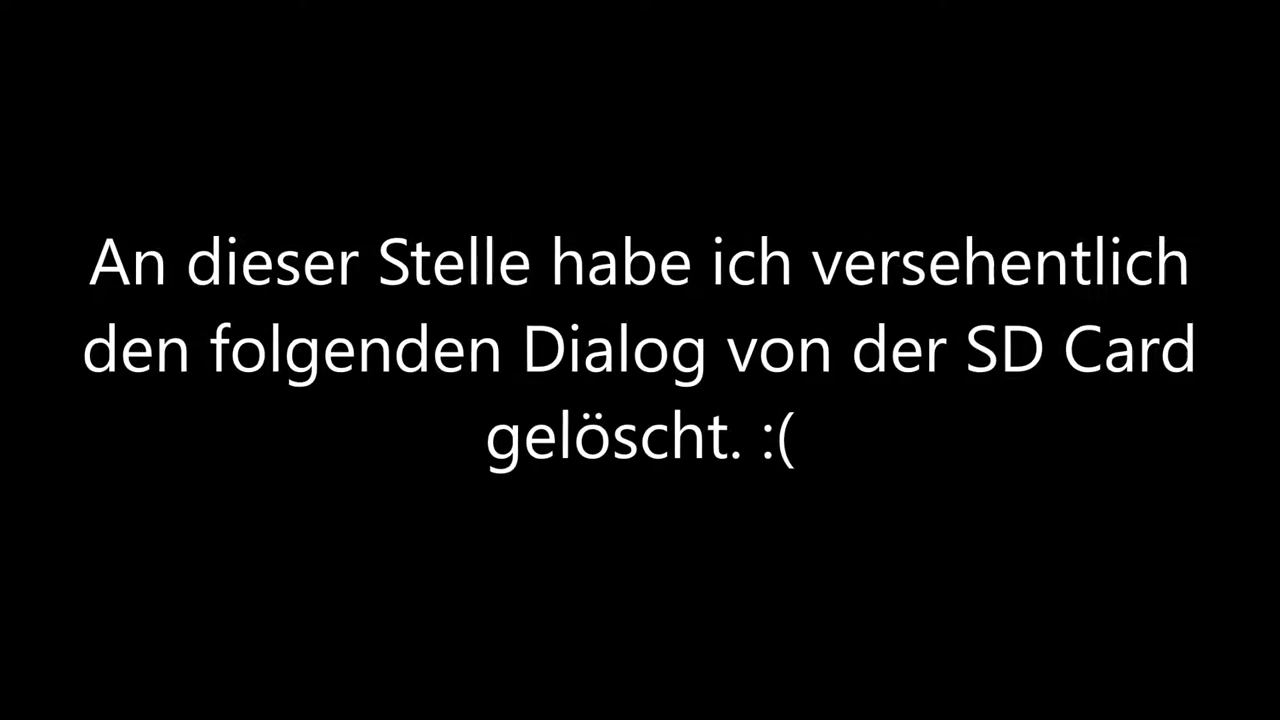 An dieser Stelle habe ich versehentlich
den folgenden Dialog von der SD Card
gelöscht. :(